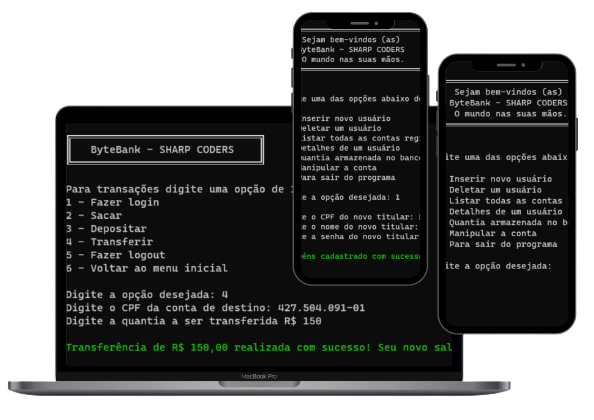 ByteBank – SHARP CODERS
Para transações digite uma opção de
1 – Fazer login
2 – Sacar
3 – Depositar
4 – Transferir
5 – Fazer logout
6 – Voltar ao menu inicial
Digite a opção desejada: 4
Digite o CPF da conta de destino: 427.504.091-01
Digite a quantia a ser transferida R$ 150
Transferência de R$ 150,00 realizada com sucesso! Seu novo sal
MacBook Pro
Sejam bem-vindos (as)
yteBank – SHARP CODERS
O mundo nas suas mãos.
te uma das opções abaixo de
Inserir novo usuário
Deletar um usuário
Listar todas as contas reg
Detalhes de um usuário
Quantia armazenada no banco
Manipular a conta
Para sair do programa
te a opção desejada: 1
te o CPF do novo titular:
te o nome do novo titular:
te a senha do novo titular
béns cadastrado com sucesso
Sejam bem-vindos (as)
ByteBank – SHARP CODERS
O mundo nas suas mãos.
ite uma das opções abaix
Inserir novo usuário
Deletar um usuário
Listar todas as contas
Detalhes de um usuário
Quantia armazenada no b
Manipular a conta
Para sair do programa
ite a opção desejada: